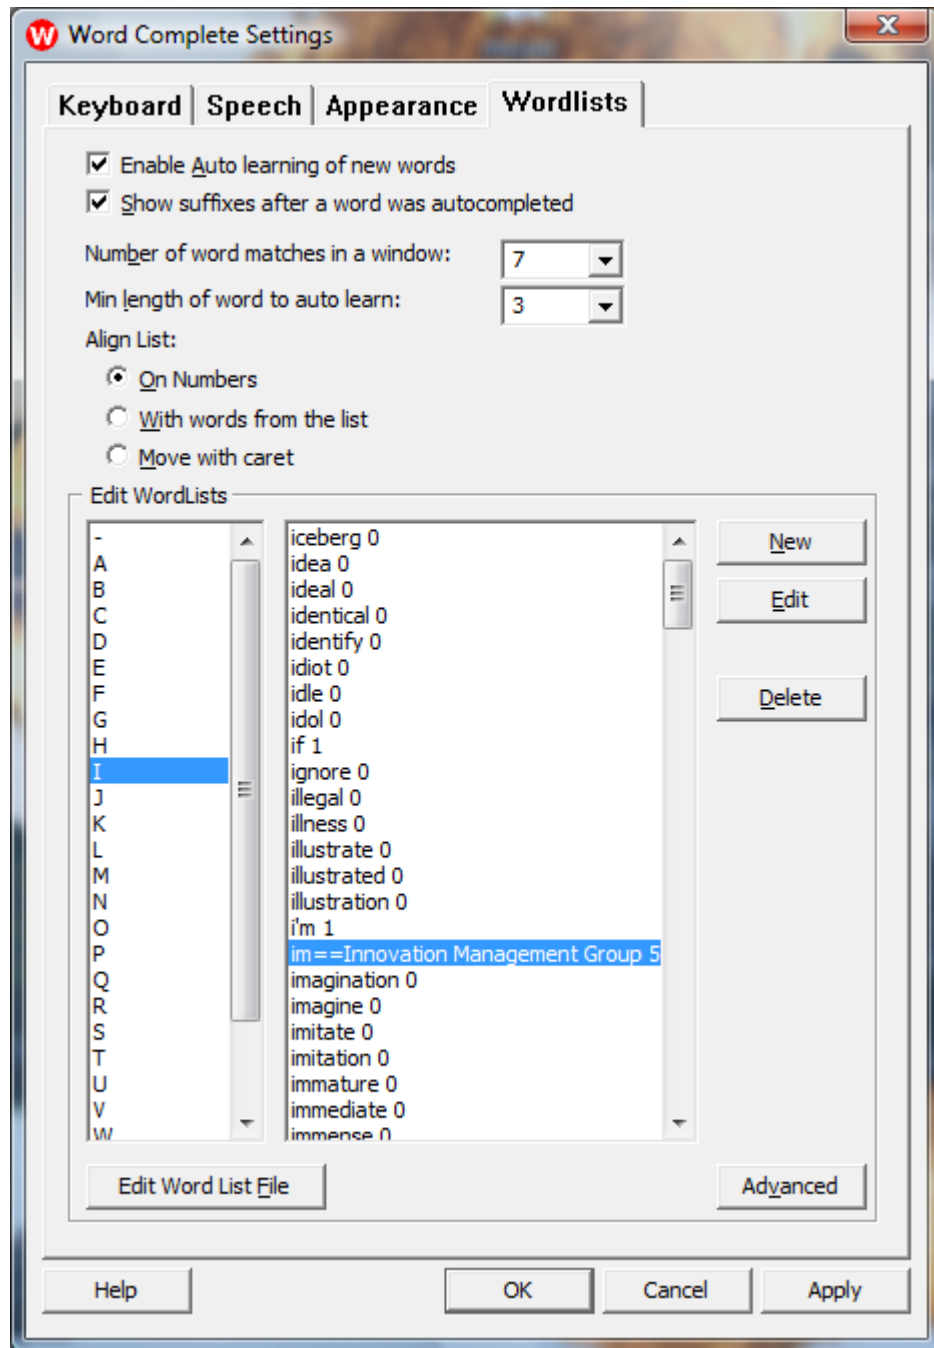 Word Complete Settings
Keyboard Speech Appearance Wordlists
Enable Auto learning of new words
Show suffixes after a word was autocompleted
Number of word matches in a window: 7
Min length of word to auto learn: 3
Align List:
On Numbers
With words from the list
Move with caret
Edit WordLists
-
A
B
C
D
E
F
G
H
I
J
K
L
M
N
O
P
Q
R
S
T
U
V
W
iceberg 0
idea 0
ideal 0
identical 0
identify 0
idiot 0
idle 0
idol 0
if 1
ignore 0
illegal 0
illness 0
illustrate 0
illustrated 0
illustration 0
i'm 1
im==Innovation Management Group 5
imagination 0
imagine 0
imitate 0
imitation 0
immature 0
immediate 0
immense 0
New
Edit
Delete
Edit Word List File
Advanced
Help OK Cancel Apply